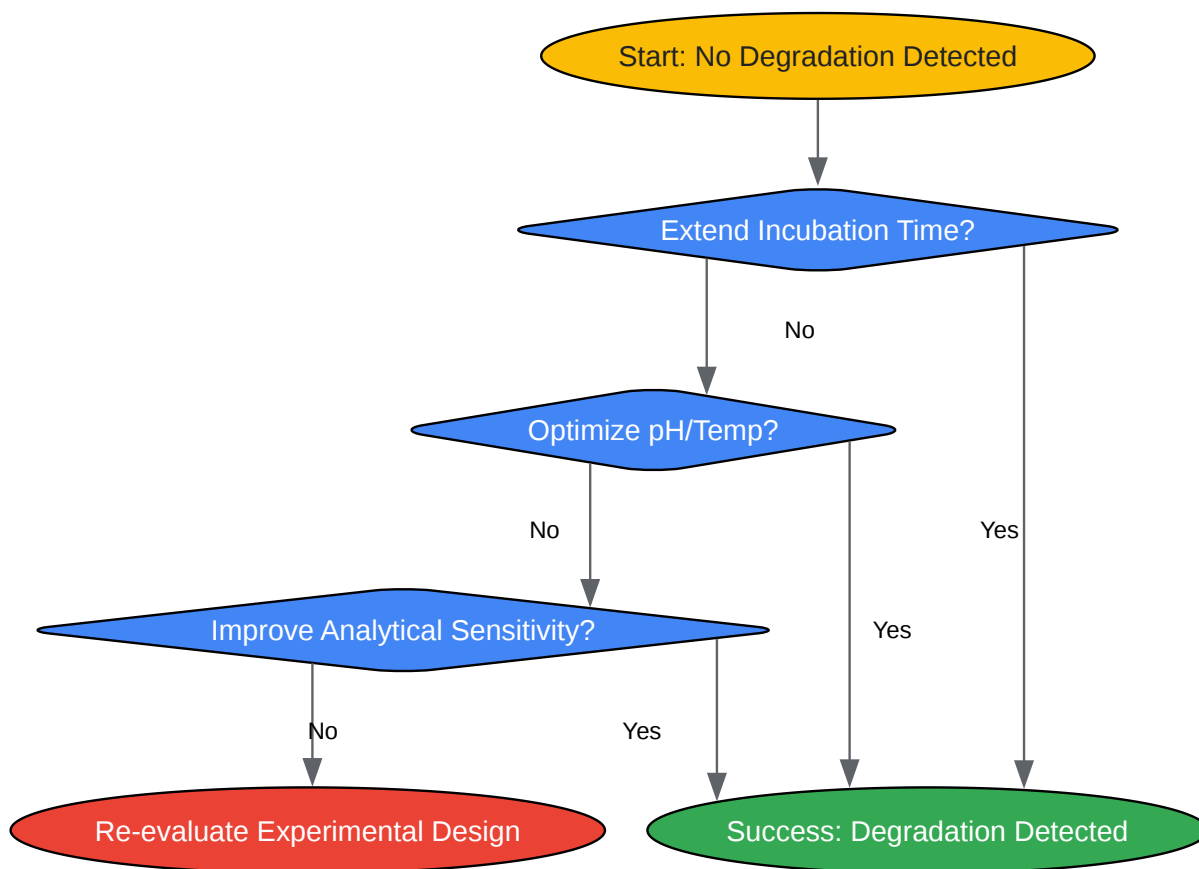 Start: No Degradation Detected
Extend Incubation Time?
No
Optimize pH/Temp?
No
Yes
Improve Analytical Sensitivity?
Yes
No
Yes
Re-evaluate Experimental Design
Success: Degradation Detected